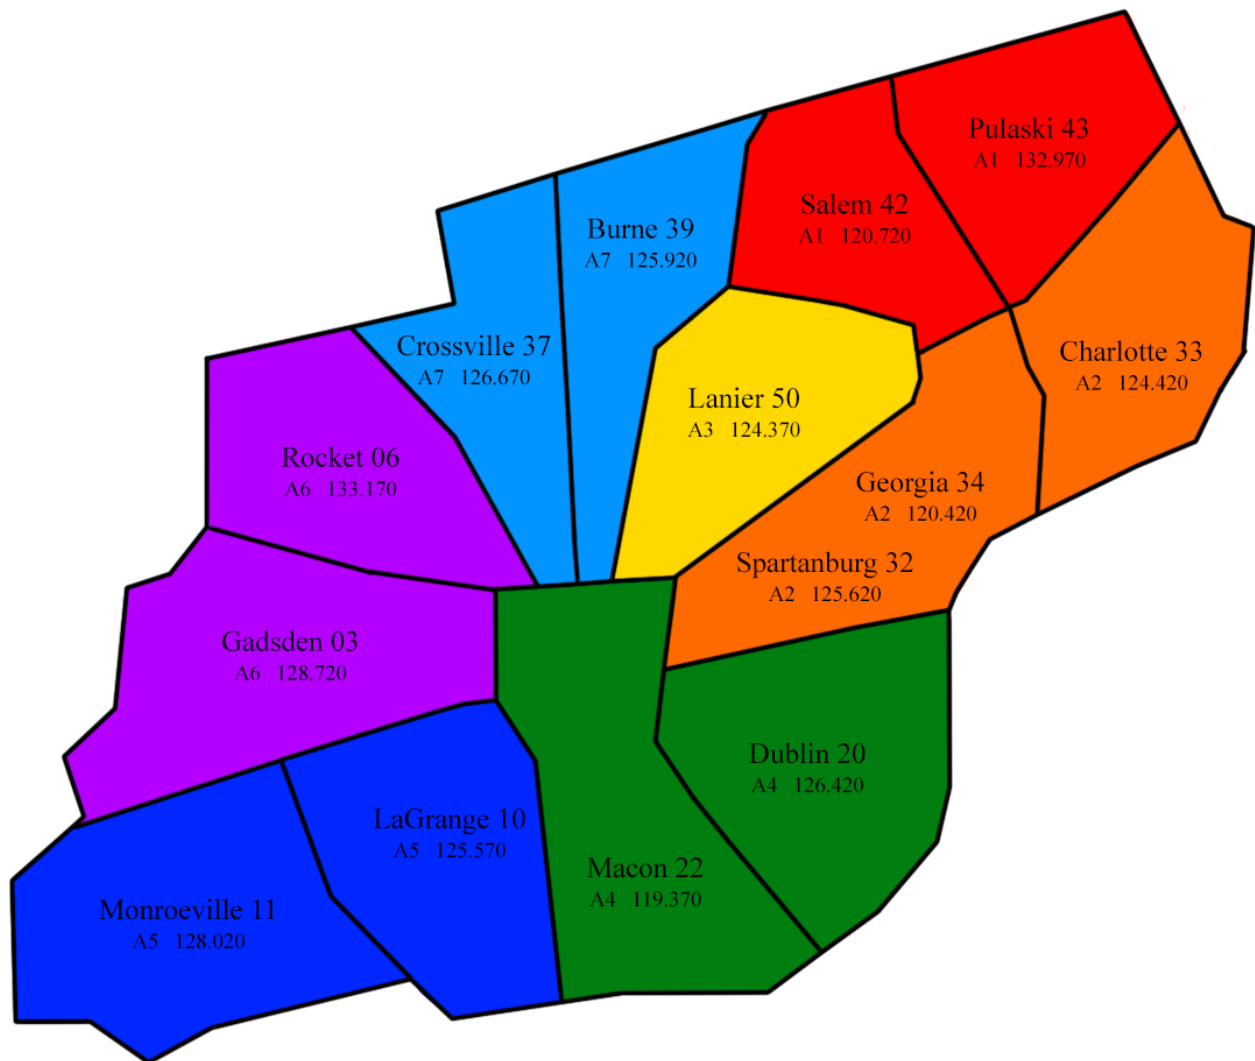 Pulaski 43
A1 132.970
Salem 42
A1 120.720
Burne 39
A7 125.920
Crossville 37
A7 126.670
Charlotte 33
A2 124.420
Lanier 50
A3 124.370
Rocket 06
A6 133.170
Georgia 34
A2 120.420
Spartanburg 32
A2 125.620
Gadsden 03
A6 128.720
Dublin 20
A4 126.420
LaGrange 10
A5 125.570
Macon 22
A4 119.370
Monroeville 11
A5 128.020